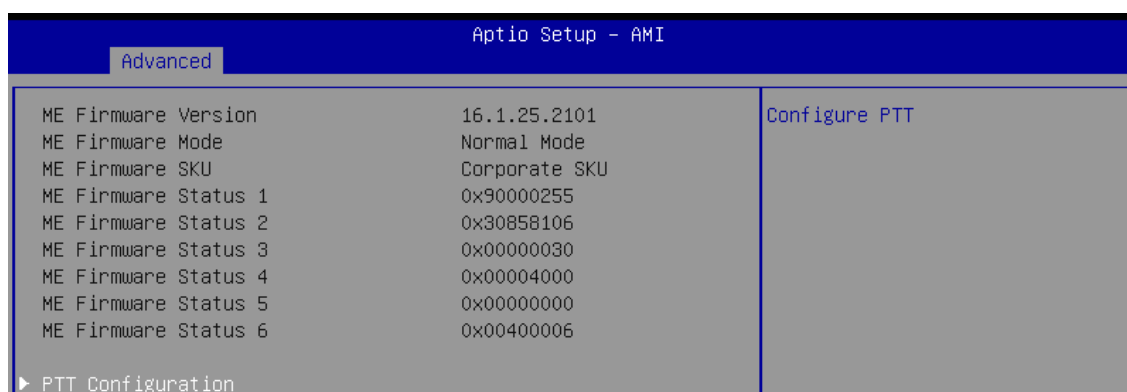 Aptio Setup – AMI
Advanced
ME Firmware Version 16.1.25.2101
ME Firmware Mode Normal Mode
ME Firmware SKU Corporate SKU
ME Firmware Status 1 0x90000255
ME Firmware Status 2 0x30858106
ME Firmware Status 3 0x00000030
ME Firmware Status 4 0x00004000
ME Firmware Status 5 0x00000000
ME Firmware Status 6 0x00400006
▶ PTT Configuration
Configure PTT